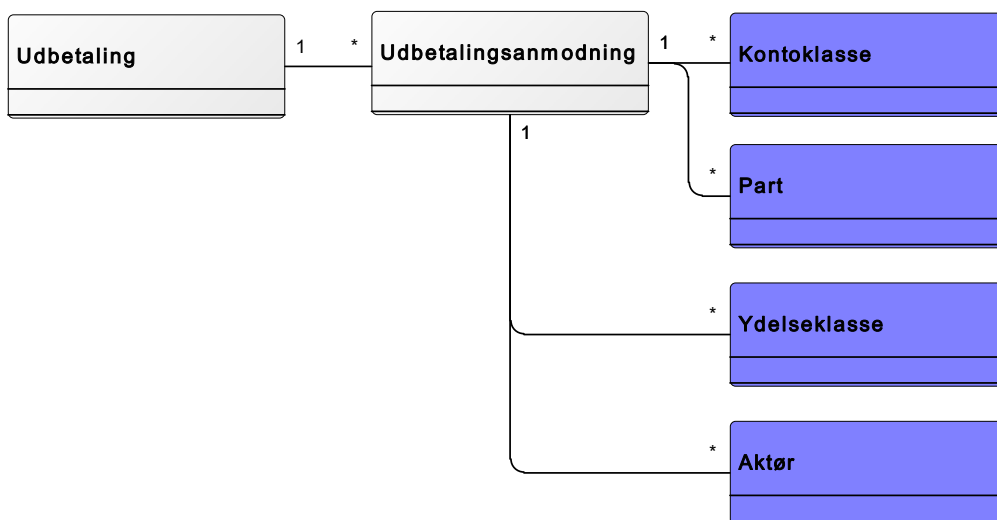 Udbetaling
1 *
Udbetalingsanmodning
1 *
Kontoklasse
1
*
Part
*
Ydelseklasse
*
Aktør